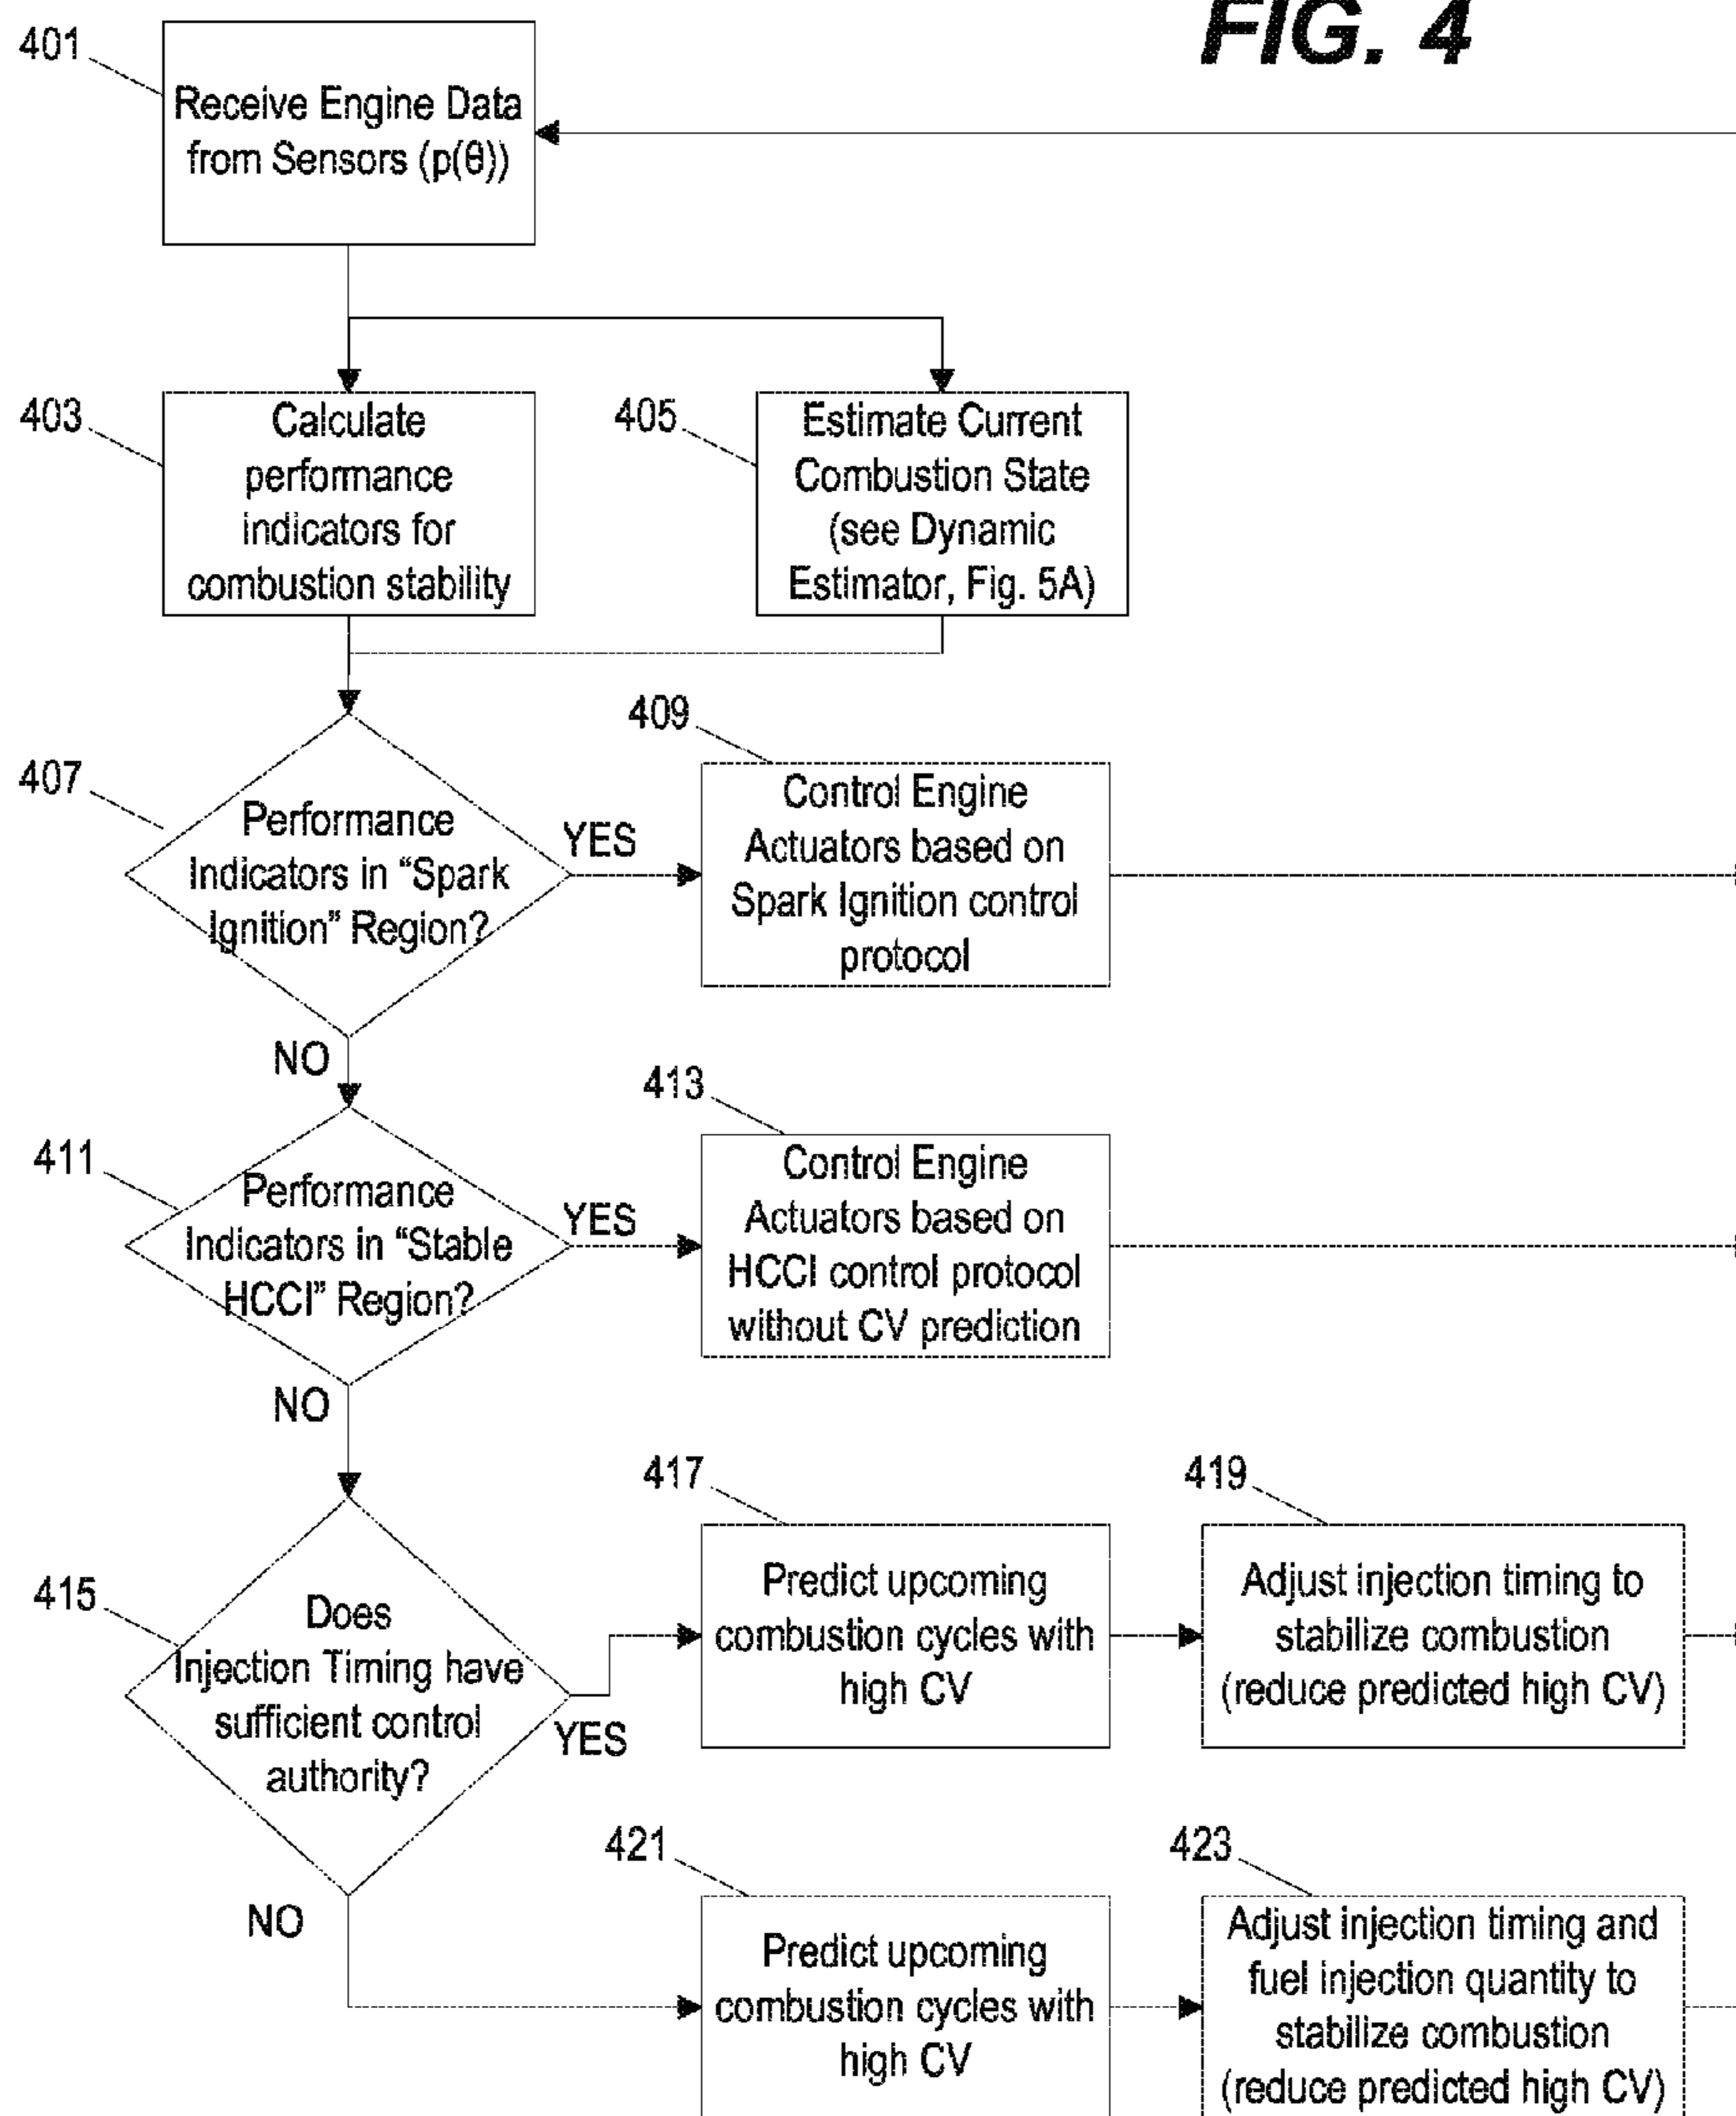 FIG. 4
401
Receive Engine Data
from Sensors (p(θ))
403
Calculate
performance
indicators for
combustion stability
405
Estimate Current
Combustion State
(see Dynamic
Estimator, Fig. 5A)
407
Performance
Indicators in “Spark
Ignition” Region?
YES
NO
409
Control Engine
Actuators based on
Spark Ignition control
protocol
411
Performance
Indicators in “Stable
HCCI” Region?
YES
NO
413
Control Engine
Actuators based on
HCCI control protocol
without CV prediction
415
Does
Injection Timing have
sufficient control
authority?
YES
NO
417
Predict upcoming
combustion cycles with
high CV
419
Adjust injection timing to
stabilize combustion
(reduce predicted high CV)
421
Predict upcoming
combustion cycles with
high CV
423
Adjust injection timing and
fuel injection quantity to
stabilize combustion
(reduce predicted high CV)